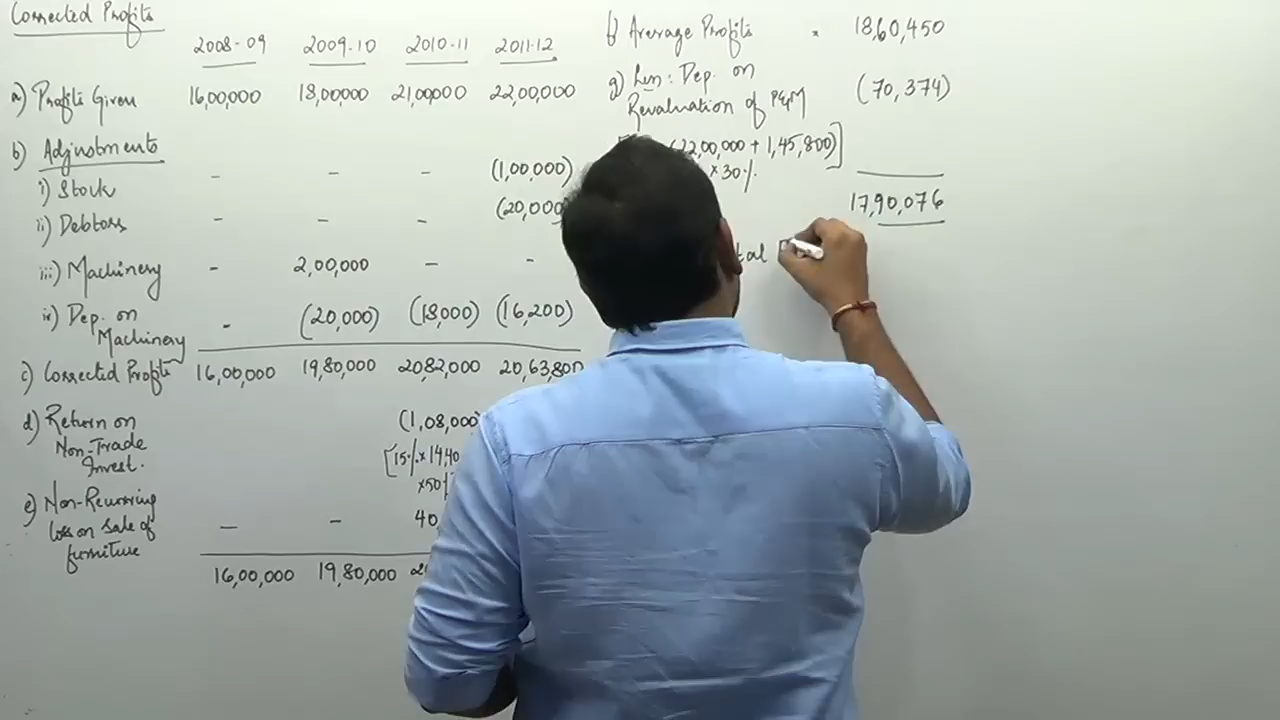 Corrected Profits
2008-09 2009-10 2010-11 2011-12
a) Profits Given 16,00,000 18,00,000 21,00,000 22,00,000
b) Adjustments
i) Stock - - - (1,00,000)
ii) Debtors - - - (20,000
iii) Machinery - 2,00,000 - -
iv) Dep. on
Machinery - (20,000) (18,000) (16,200)
c) Corrected Profits 16,00,000 19,80,000 20,82,000 20,63,800
d) Return on
Non-Trade
Invest.
(1,08,000)
[15%x14,40
x50%
e) Non-Recurring
loss on sale of
furniture
- - 40,
16,00,000 19,80,000
f) Average Profits 18,60,450
g) Less: Dep. on
Revaluation of P&M (70,374)
(22,00,000 + 1,45,800)]
x 30%
17,90,076
tal